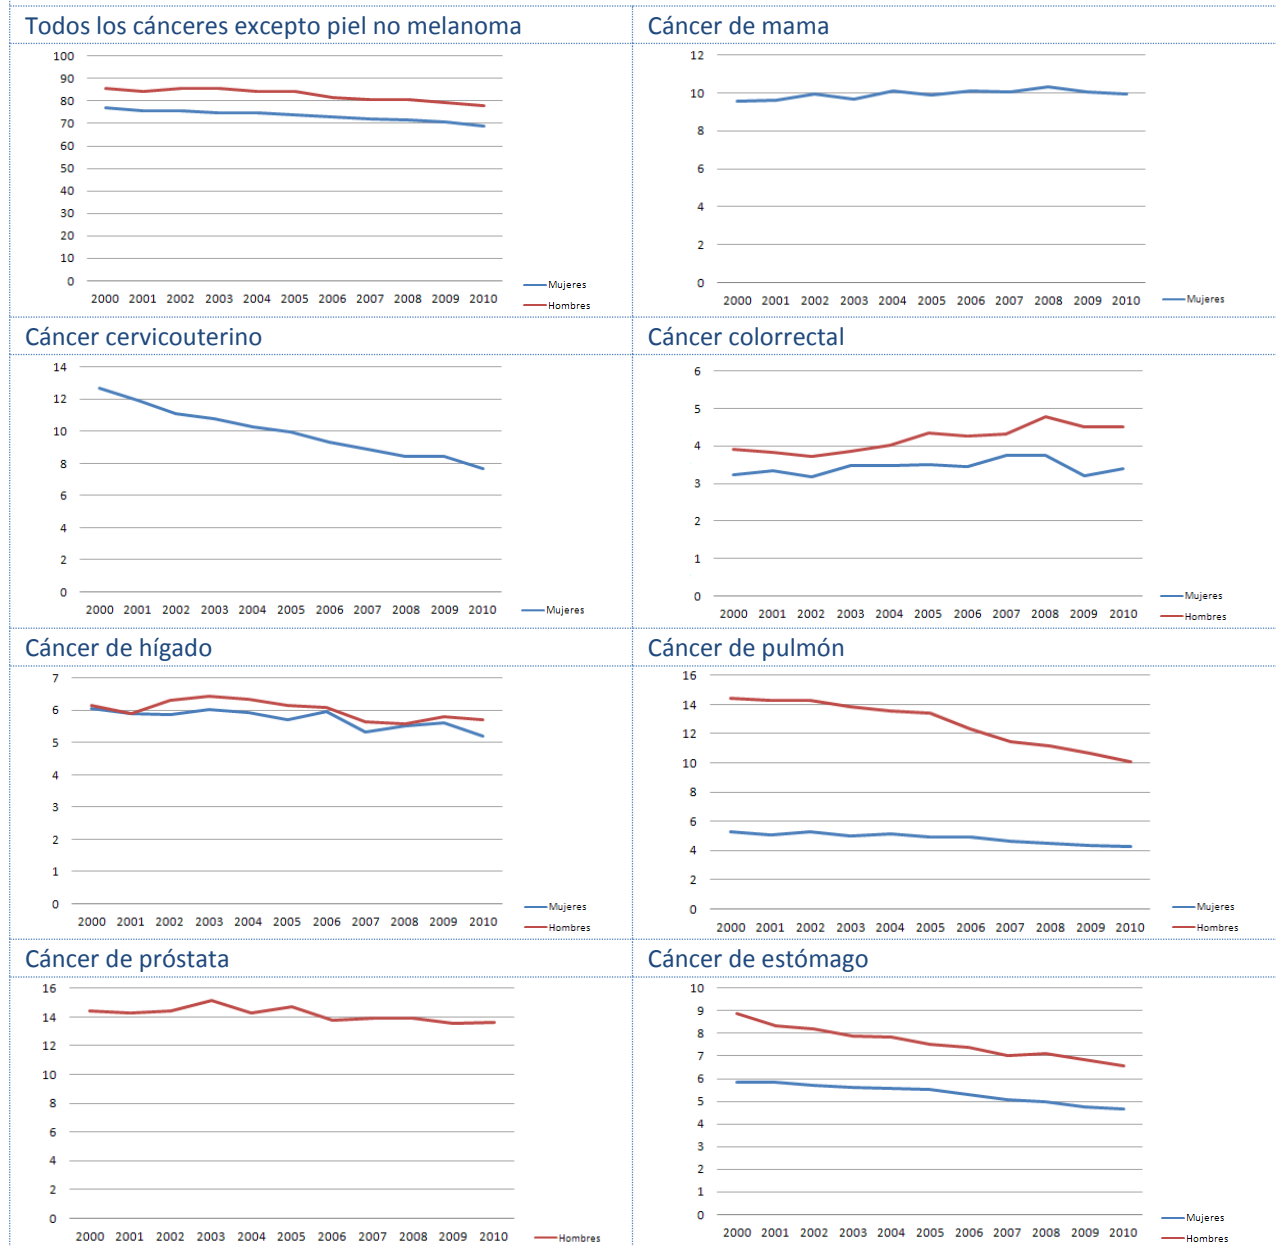 Todos los cánceres excepto piel no melanoma
100
90
80
70
60
50
40
30
20
10
0
2000 2001 2002 2003 2004 2005 2006 2007 2008 2009 2010
Mujeres
Hombres
Cáncer de mama
12
10
8
6
4
2
0
2000 2001 2002 2003 2004 2005 2006 2007 2008 2009 2010
Mujeres
Cáncer cervicouterino
14
12
10
8
6
4
2
0
2000 2001 2002 2003 2004 2005 2006 2007 2008 2009 2010
Mujeres
Cáncer colorrectal
6
5
4
3
2
1
0
2000 2001 2002 2003 2004 2005 2006 2007 2008 2009 2010
Mujeres
Hombres
Cáncer de hígado
7
6
5
4
3
2
1
0
2000 2001 2002 2003 2004 2005 2006 2007 2008 2009 2010
Mujeres
Hombres
Cáncer de pulmón
16
14
12
10
8
6
4
2
0
2000 2001 2002 2003 2004 2005 2006 2007 2008 2009 2010
Mujeres
Hombres
Cáncer de próstata
16
14
12
10
8
6
4
2
0
2000 2001 2002 2003 2004 2005 2006 2007 2008 2009 2010
Hombres
Cáncer de estómago
10
9
8
7
6
5
4
3
2
1
0
2000 2001 2002 2003 2004 2005 2006 2007 2008 2009 2010
Mujeres
Hombres